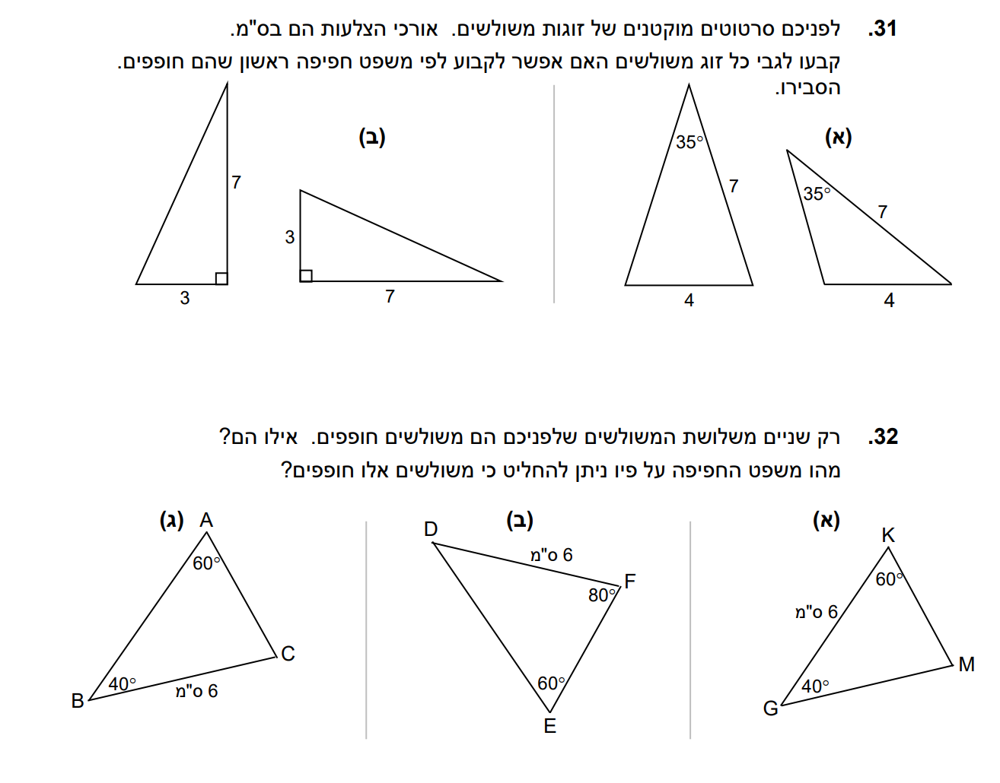 31. לפניכם סרטוטים מוקטנים של זוגות משולשים. אורכי הצלעות הם בס"מ.
קבעו לגבי כל זוג משולשים האם אפשר לקבוע לפי משפט חפיפה ראשון שהם חופפים.
הסבירו.
(א)
35°
7
4
35°
7
4
(ב)
3
7
7
3
32. רק שניים משלושת המשולשים שלפניכם הם משולשים חופפים. אילו הם?
מהו משפט החפיפה על פיו ניתן להחליט כי משולשים אלו חופפים?
(א)
K
60°
6 ס"מ
40°
G
M
(ב)
D
6 ס"מ
F
80°
60°
E
(ג)
A
60°
C
40°
B
6 ס"מ